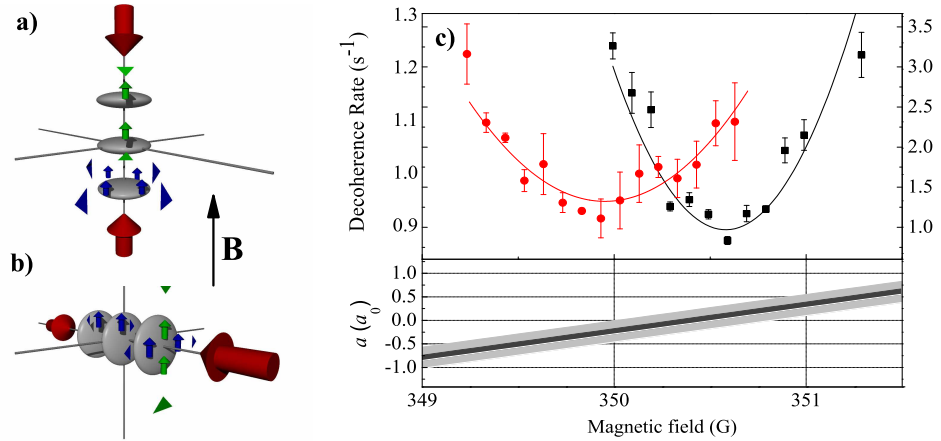 a)
B
b)
c)
Decoherence Rate (s⁻¹)
1.3
1.2
1.1
1.0
0.9
3.5
3.0
2.5
2.0
1.5
1.0
a (a₀)
1.0
0.5
0.0
-0.5
-1.0
349 350 351
Magnetic field (G)